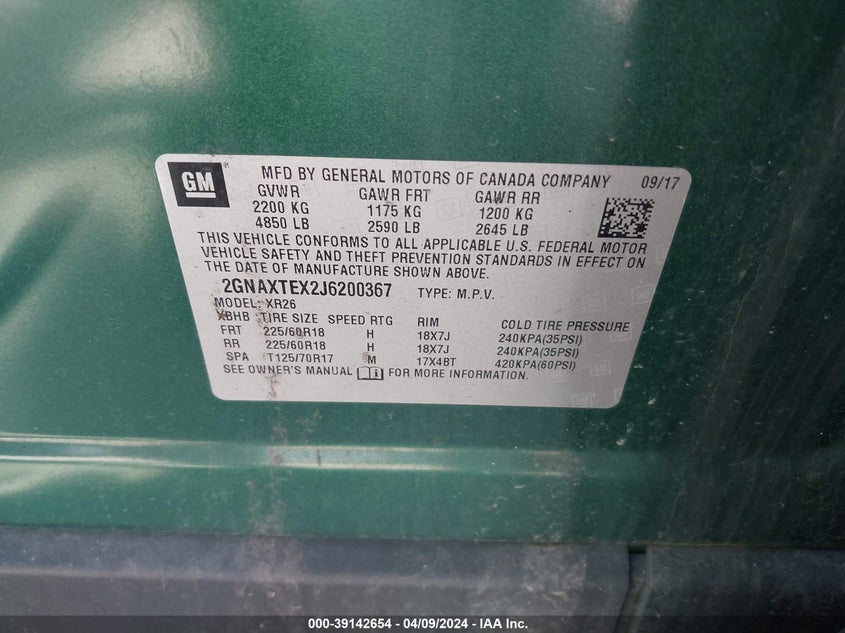 GM
MFD BY GENERAL MOTORS OF CANADA COMPANY 09/17
GVWR GAWR FRT GAWR RR
2200 KG 1175 KG 1200 KG
4850 LB 2590 LB 2645 LB
THIS VEHICLE CONFORMS TO ALL APPLICABLE U.S. FEDERAL MOTOR
VEHICLE SAFETY AND THEFT PREVENTION STANDARDS IN EFFECT ON
THE DATE OF MANUFACTURE SHOWN ABOVE.
2GNAXTEX2J6200367 TYPE: M.P.V.
MODEL: XR26
XBHB TIRE SIZE SPEED RTG RIM COLD TIRE PRESSURE
FRT 225/60R18 H 18X7J 240KPA(35PSI)
RR 225/60R18 H 18X7J 240KPA(35PSI)
SPA T125/70R17 M 17X4BT 420KPA(60PSI)
SEE OWNER'S MANUAL FOR MORE INFORMATION.
000-39142654 - 04/09/2024 - IAA Inc.